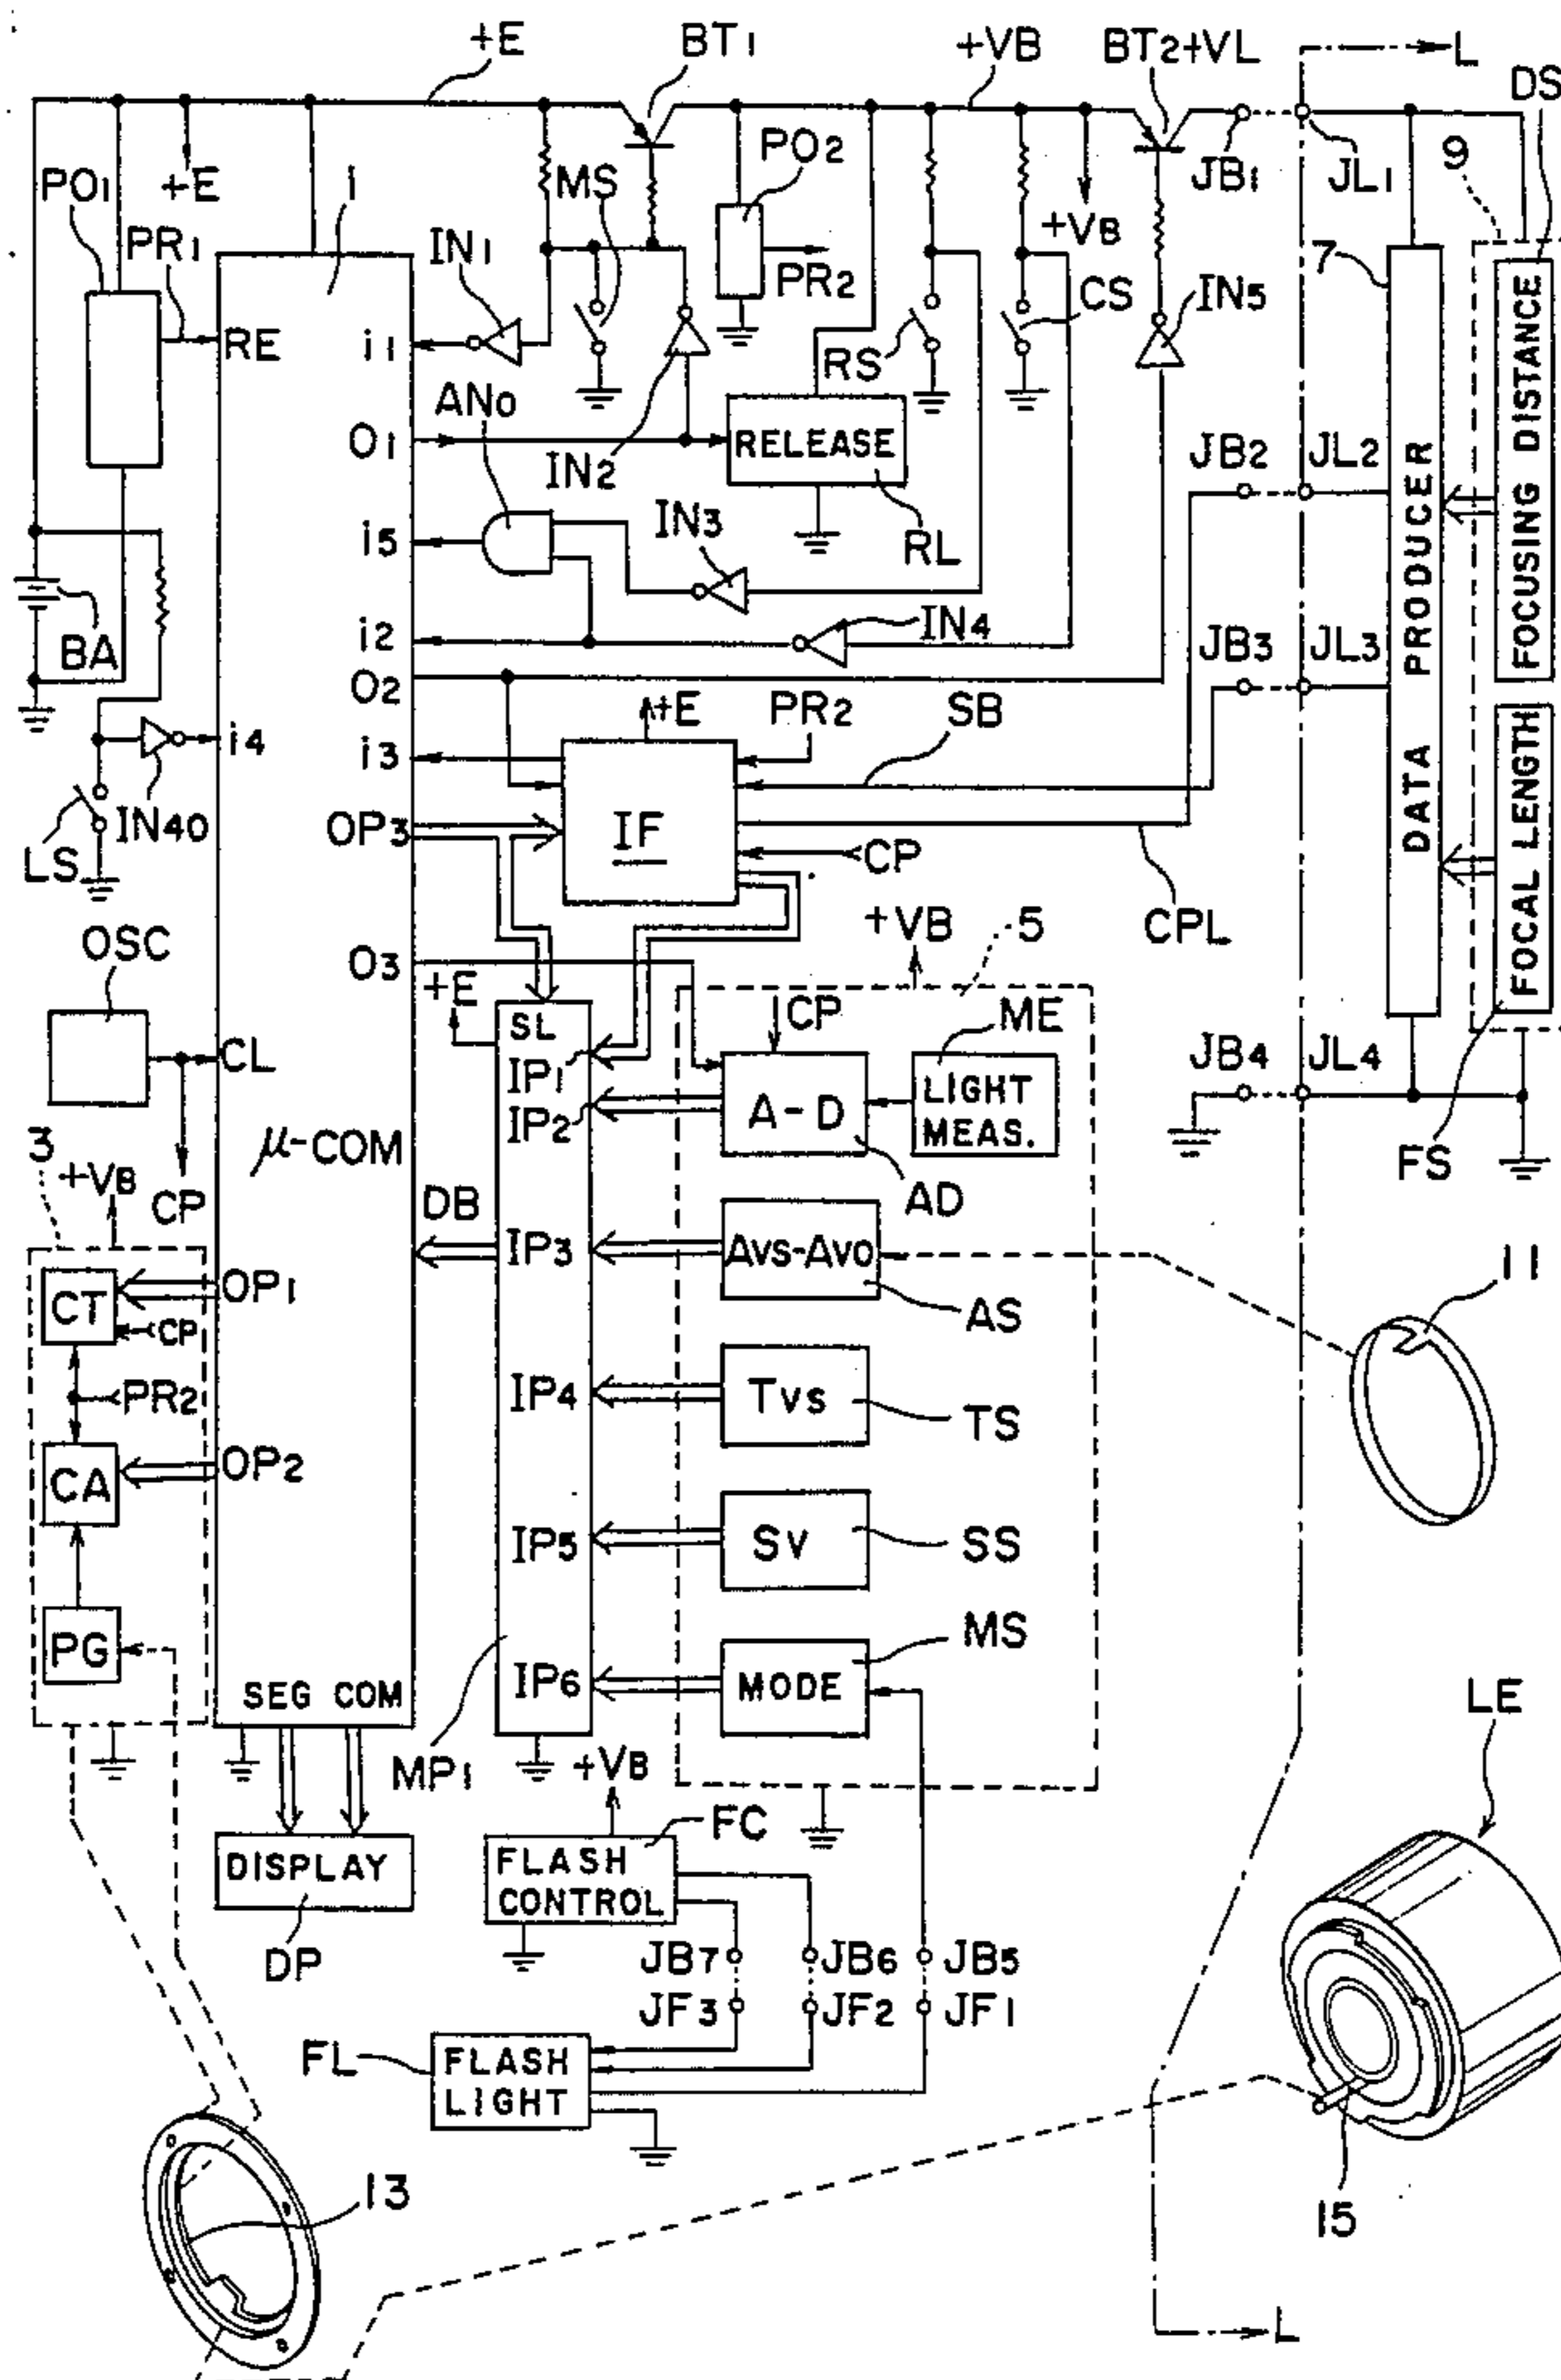 +E
BT1
+VB
BT2+VL
L
DS
PO1
+E
1
MS
PO2
+VB
JB1
JL1
9
PR1
IN1
PR2
CS
IN5
7
RE
i1
RS
FOCUSING DISTANCE
AN0
O1
IN2
RELEASE
JB2
JL2
i5
IN3
RL
DATA PRODUCER
BA
i2
IN4
JB3
JL3
O2
+E
PR2
SB
i4
i3
FOCAL LENGTH
LS
IN40
OP3
IF
CP
CPL
OSC
O3
+E
+VB
5
SL
CP
ME
JB4
JL4
CL
IP1
IP2
A-D
LIGHT
MEAS.
3
+VB
CP
μ-COM
DB
AD
FS
CT
OP1
IP3
AVS-AVO
AS
11
CP
PR2
IP4
TVS
TS
CA
OP2
IP5
SV
SS
PG
MS
SEG
COM
IP6
MODE
LE
MP1
+VB
DISPLAY
FC
FLASH
CONTROL
DP
JB7
JB6
JB5
JF3
JF2
JF1
FL
FLASH
LIGHT
13
15
L